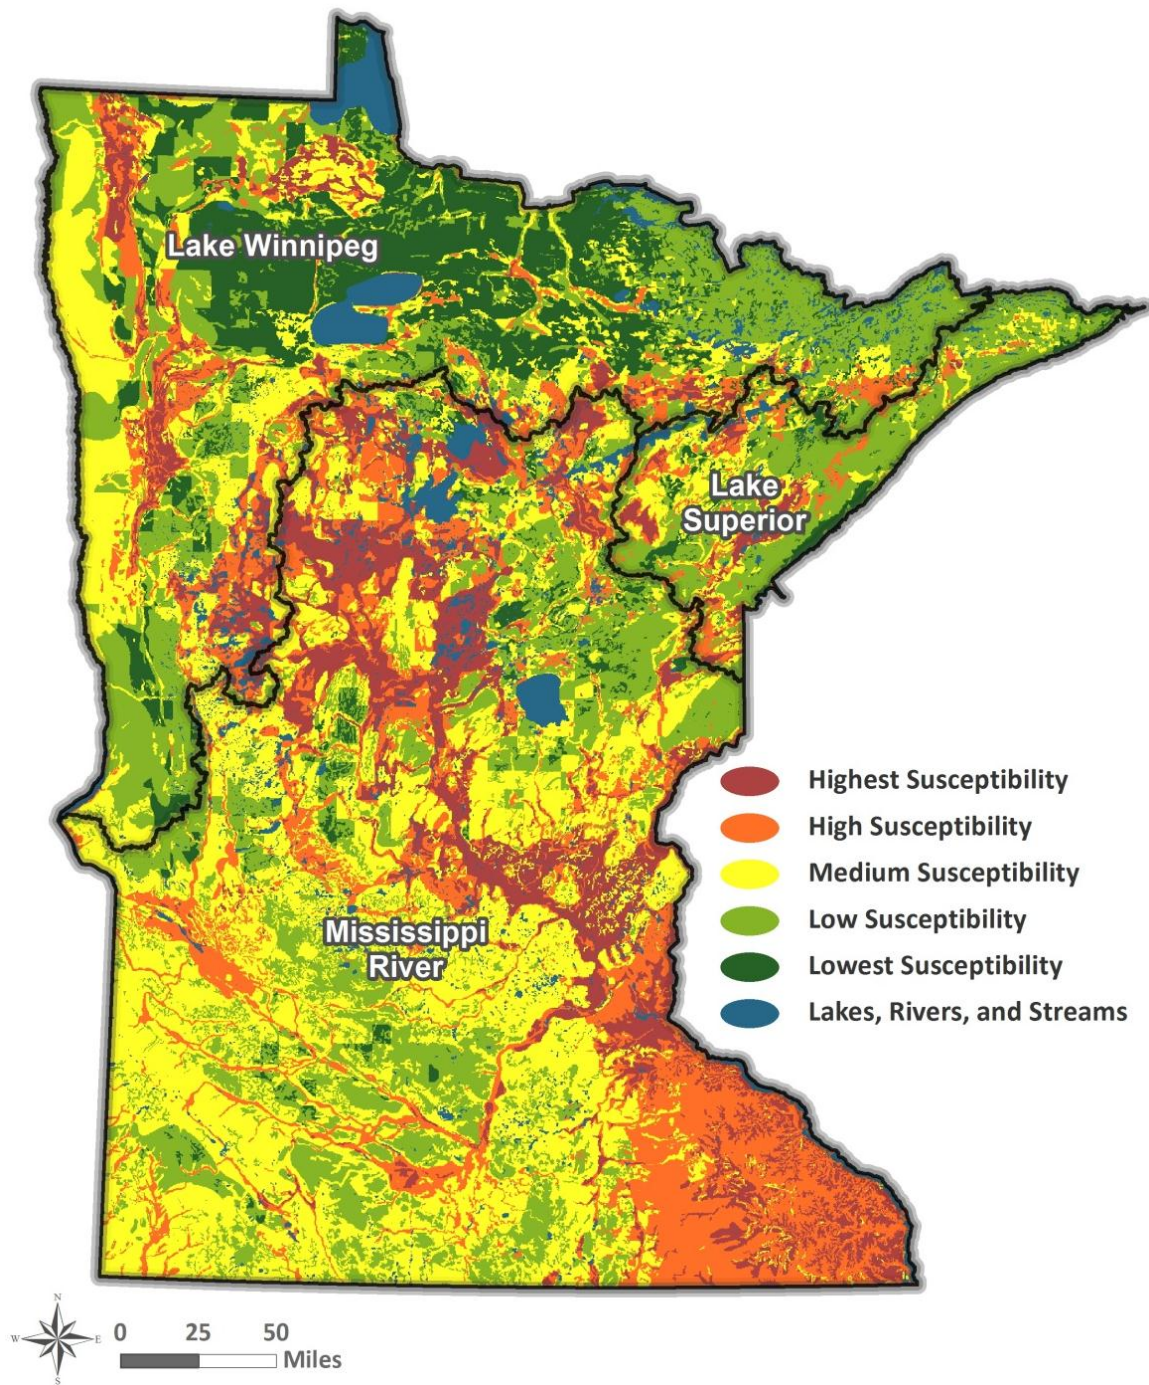 Lake Winnipeg
Lake
Superior
Highest Susceptibility
High Susceptibility
Medium Susceptibility
Low Susceptibility
Lowest Susceptibility
Lakes, Rivers, and Streams
Mississippi
River
N
W
E
S
0 25 50
Miles